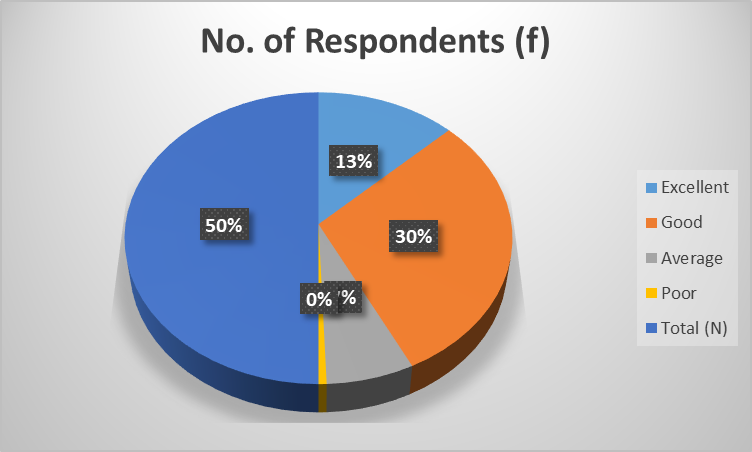 No. of Respondents (f)
13%
Excellent
Good
50%
30%
Average
0%
%
Poor
Total (N)